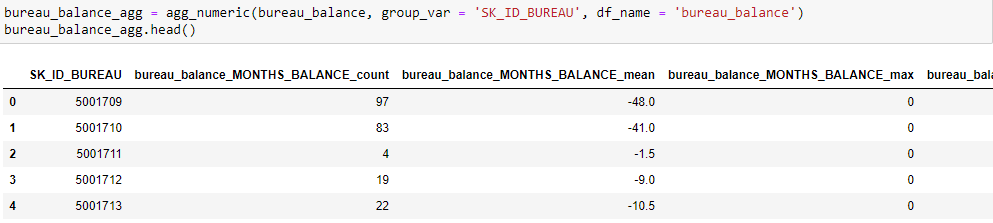 bureau_balance_agg = agg_numeric(bureau_balance, group_var = 'SK_ID_BUREAU', df_name = 'bureau_balance')
bureau_balance_agg.head()
SK_ID_BUREAU bureau_balance_MONTHS_BALANCE_count bureau_balance_MONTHS_BALANCE_mean bureau_balance_MONTHS_BALANCE_max bureau_balan
0 5001709 97 -48.0 0
1 5001710 83 -41.0 0
2 5001711 4 -1.5 0
3 5001712 19 -9.0 0
4 5001713 22 -10.5 0